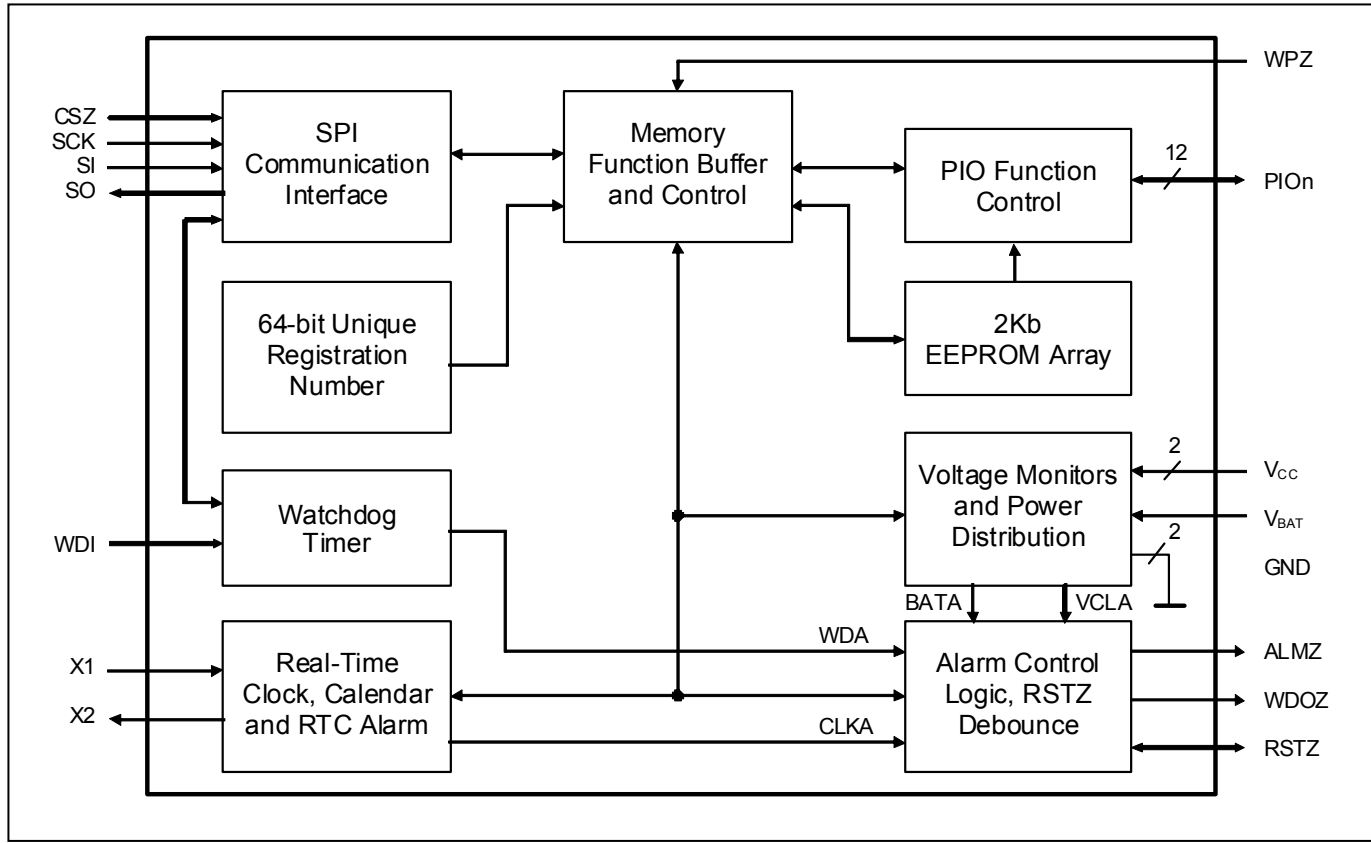 WPZ
CSZ
SCK
SI
SO
SPI
Communication
Interface
Memory
Function Buffer
and Control
PIO Function
Control
12
PIOn
64-bit Unique
Registration
Number
2Kb
EEPROM Array
Watchdog
Timer
WDI
Voltage Monitors
and Power
Distribution
2
VCC
VBAT
2
GND
BATA
VCLA
X1
X2
Real-Time
Clock, Calendar
and RTC Alarm
WDA
CLKA
Alarm Control
Logic, RSTZ
Debounce
ALMZ
WDOZ
RSTZ